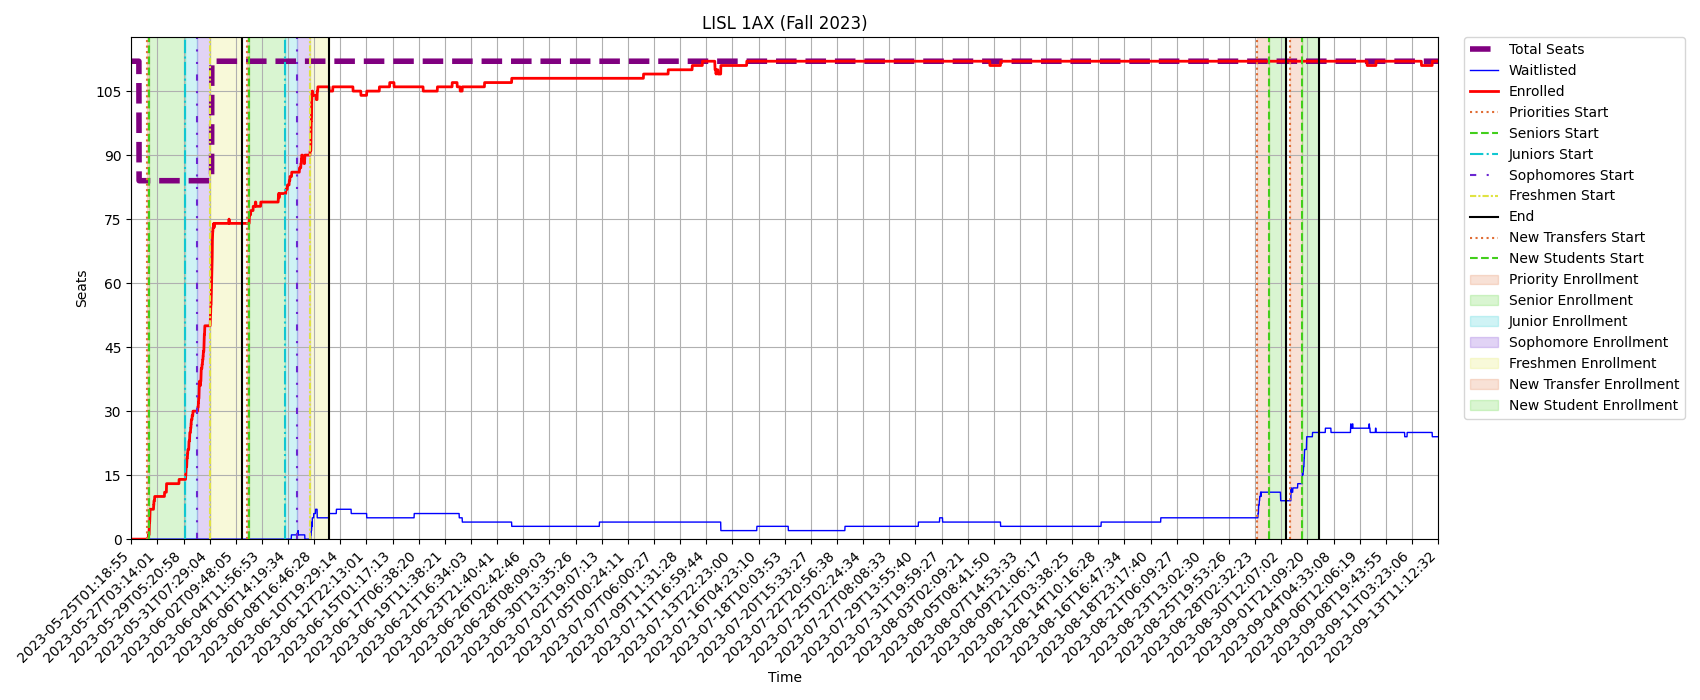 LISL 1AX (Fall 2023)
Seats
105
90
75
60
45
30
15
0
2023-05-25T01:18:55
2023-05-27T03:14:01
2023-05-29T05:20:58
2023-05-31T07:29:04
2023-06-02T09:48:05
2023-06-04T11:56:53
2023-06-06T14:19:34
2023-06-08T16:46:28
2023-06-10T19:29:14
2023-06-12T22:13:01
2023-06-15T01:17:13
2023-06-17T06:38:20
2023-06-19T11:38:21
2023-06-21T16:34:03
2023-06-23T21:40:41
2023-06-26T02:42:46
2023-06-28T08:09:03
2023-06-30T13:35:26
2023-07-02T19:07:13
2023-07-05T00:24:11
2023-07-07T06:00:27
2023-07-09T11:31:28
2023-07-11T16:59:44
2023-07-13T22:23:00
2023-07-16T04:23:10
2023-07-18T10:03:53
2023-07-20T15:33:27
2023-07-22T20:56:38
2023-07-25T02:24:34
2023-07-27T08:08:33
2023-07-29T13:55:40
2023-07-31T19:59:27
2023-08-03T02:09:21
2023-08-05T08:41:50
2023-08-07T14:53:33
2023-08-09T21:06:17
2023-08-12T03:38:25
2023-08-14T10:16:28
2023-08-16T16:47:34
2023-08-18T23:17:40
2023-08-21T06:09:27
2023-08-23T13:02:30
2023-08-25T19:53:26
2023-08-28T02:32:23
2023-08-30T12:07:02
2023-09-01T21:09:20
2023-09-04T04:33:08
2023-09-06T12:06:19
2023-09-08T19:43:55
2023-09-11T03:23:06
2023-09-13T11:12:32
Time
Total Seats
Waitlisted
Enrolled
Priorities Start
Seniors Start
Juniors Start
Sophomores Start
Freshmen Start
End
New Transfers Start
New Students Start
Priority Enrollment
Senior Enrollment
Junior Enrollment
Sophomore Enrollment
Freshmen Enrollment
New Transfer Enrollment
New Student Enrollment